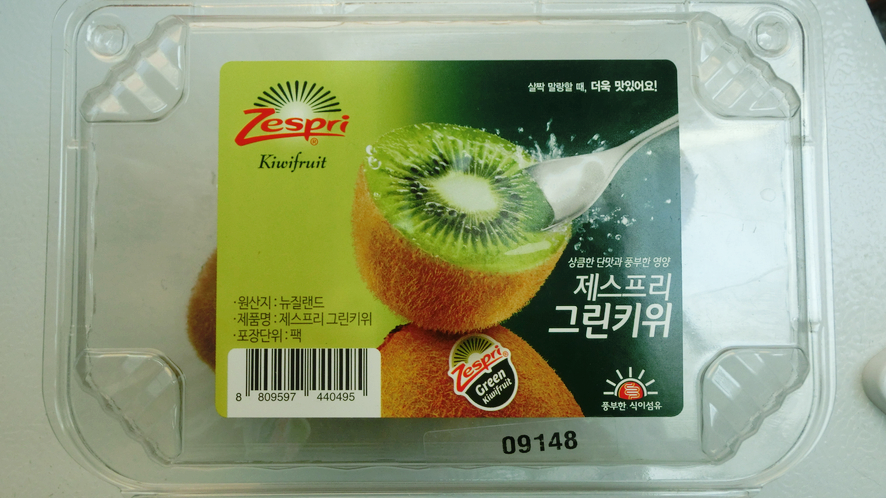 Zespri®
Kiwifruit
살짝 말랑할 때, 더욱 맛있어요!
상큼한 단맛과 풍부한 영양
제스프리
그린키위
·원산지 : 뉴질랜드
·제품명 : 제스프리 그린키위
·포장단위 : 팩
8 809597 440495
Zespri®
Green
Kiwifruit
풍부한 식이섬유
09148